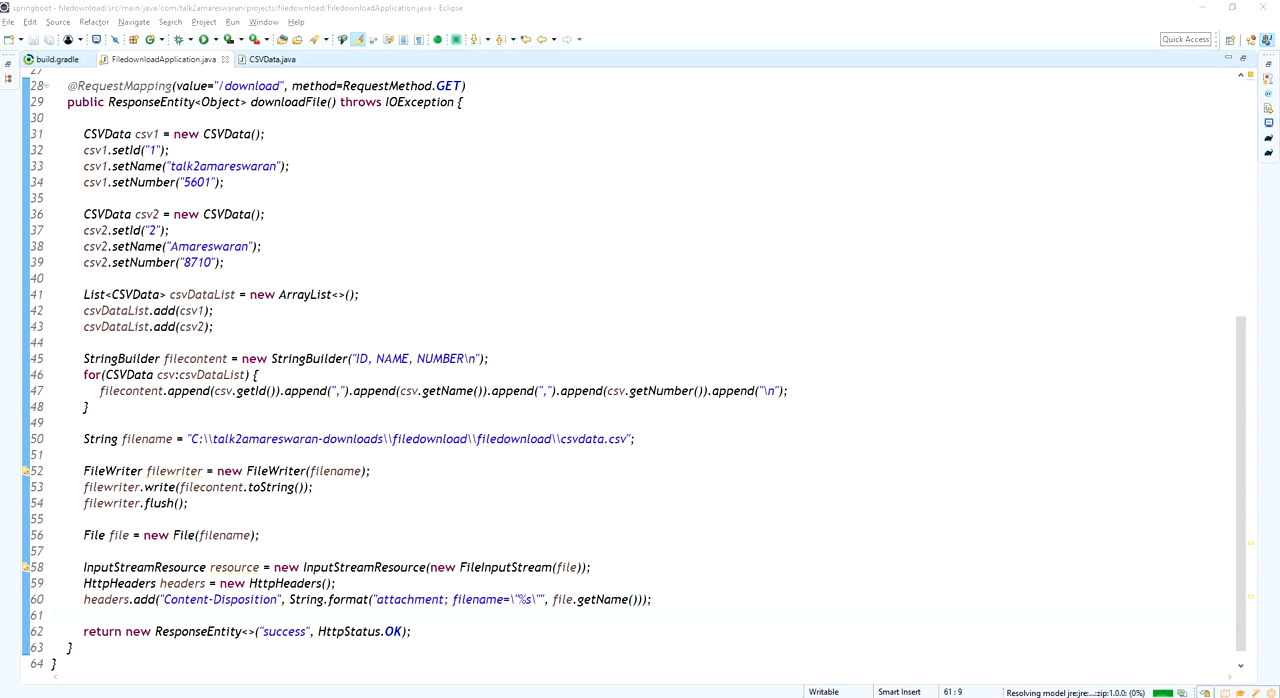 springboot - filedownload/src/main/java/com/talk2amareswaran/projects/filedownload/FiledownloadApplication.java - Eclipse
File Edit Source Refactor Navigate Search Project Run Window Help
Quick Access
build.gradle FiledownloadApplication.java CSVData.java
27
28 @RequestMapping(value="/download", method=RequestMethod.GET)
29 public ResponseEntity<Object> downloadFile() throws IOException {
30
31 CSVData csv1 = new CSVData();
32 csv1.setId("1");
33 csv1.setName("talk2amareswaran");
34 csv1.setNumber("5601");
35
36 CSVData csv2 = new CSVData();
37 csv2.setId("2");
38 csv2.setName("Amareswaran");
39 csv2.setNumber("8710");
40
41 List<CSVData> csvDataList = new ArrayList<>();
42 csvDataList.add(csv1);
43 csvDataList.add(csv2);
44
45 StringBuilder filecontent = new StringBuilder("ID, NAME, NUMBER\n");
46 for(CSVData csv:csvDataList) {
47 filecontent.append(csv.getId()).append(",").append(csv.getName()).append(",").append(csv.getNumber()).append("\n");
48 }
49
50 String filename = "C:\\talk2amareswaran-downloads\\filedownload\\filedownload\\csvdata.csv";
51
52 FileWriter filewriter = new FileWriter(filename);
53 filewriter.write(filecontent.toString());
54 filewriter.flush();
55
56 File file = new File(filename);
57
58 InputStreamResource resource = new InputStreamResource(new FileInputStream(file));
59 HttpHeaders headers = new HttpHeaders();
60 headers.add("Content-Disposition", String.format("attachment; filename=\"%s\"", file.getName()));
61
62 return new ResponseEntity<>("success", HttpStatus.OK);
63 }
64 }
Writable Smart Insert 61 : 9 Resolving model jre:jre:...:zip:1.0.0: (0%)